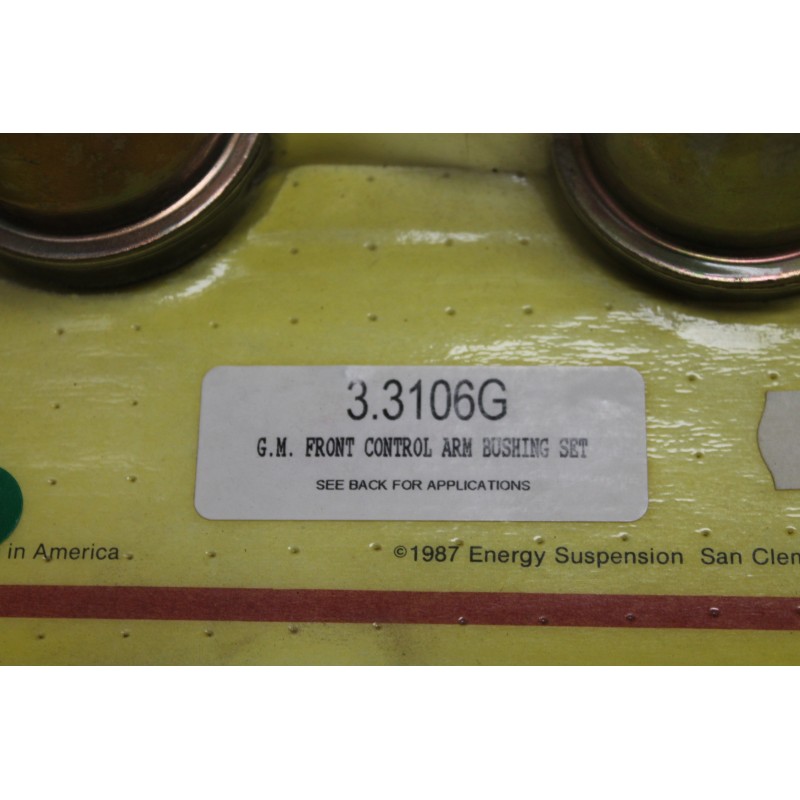 3.3106G
G.M. FRONT CONTROL ARM BUSHING SET
SEE BACK FOR APPLICATIONS
in America
©1987 Energy Suspension San Clem